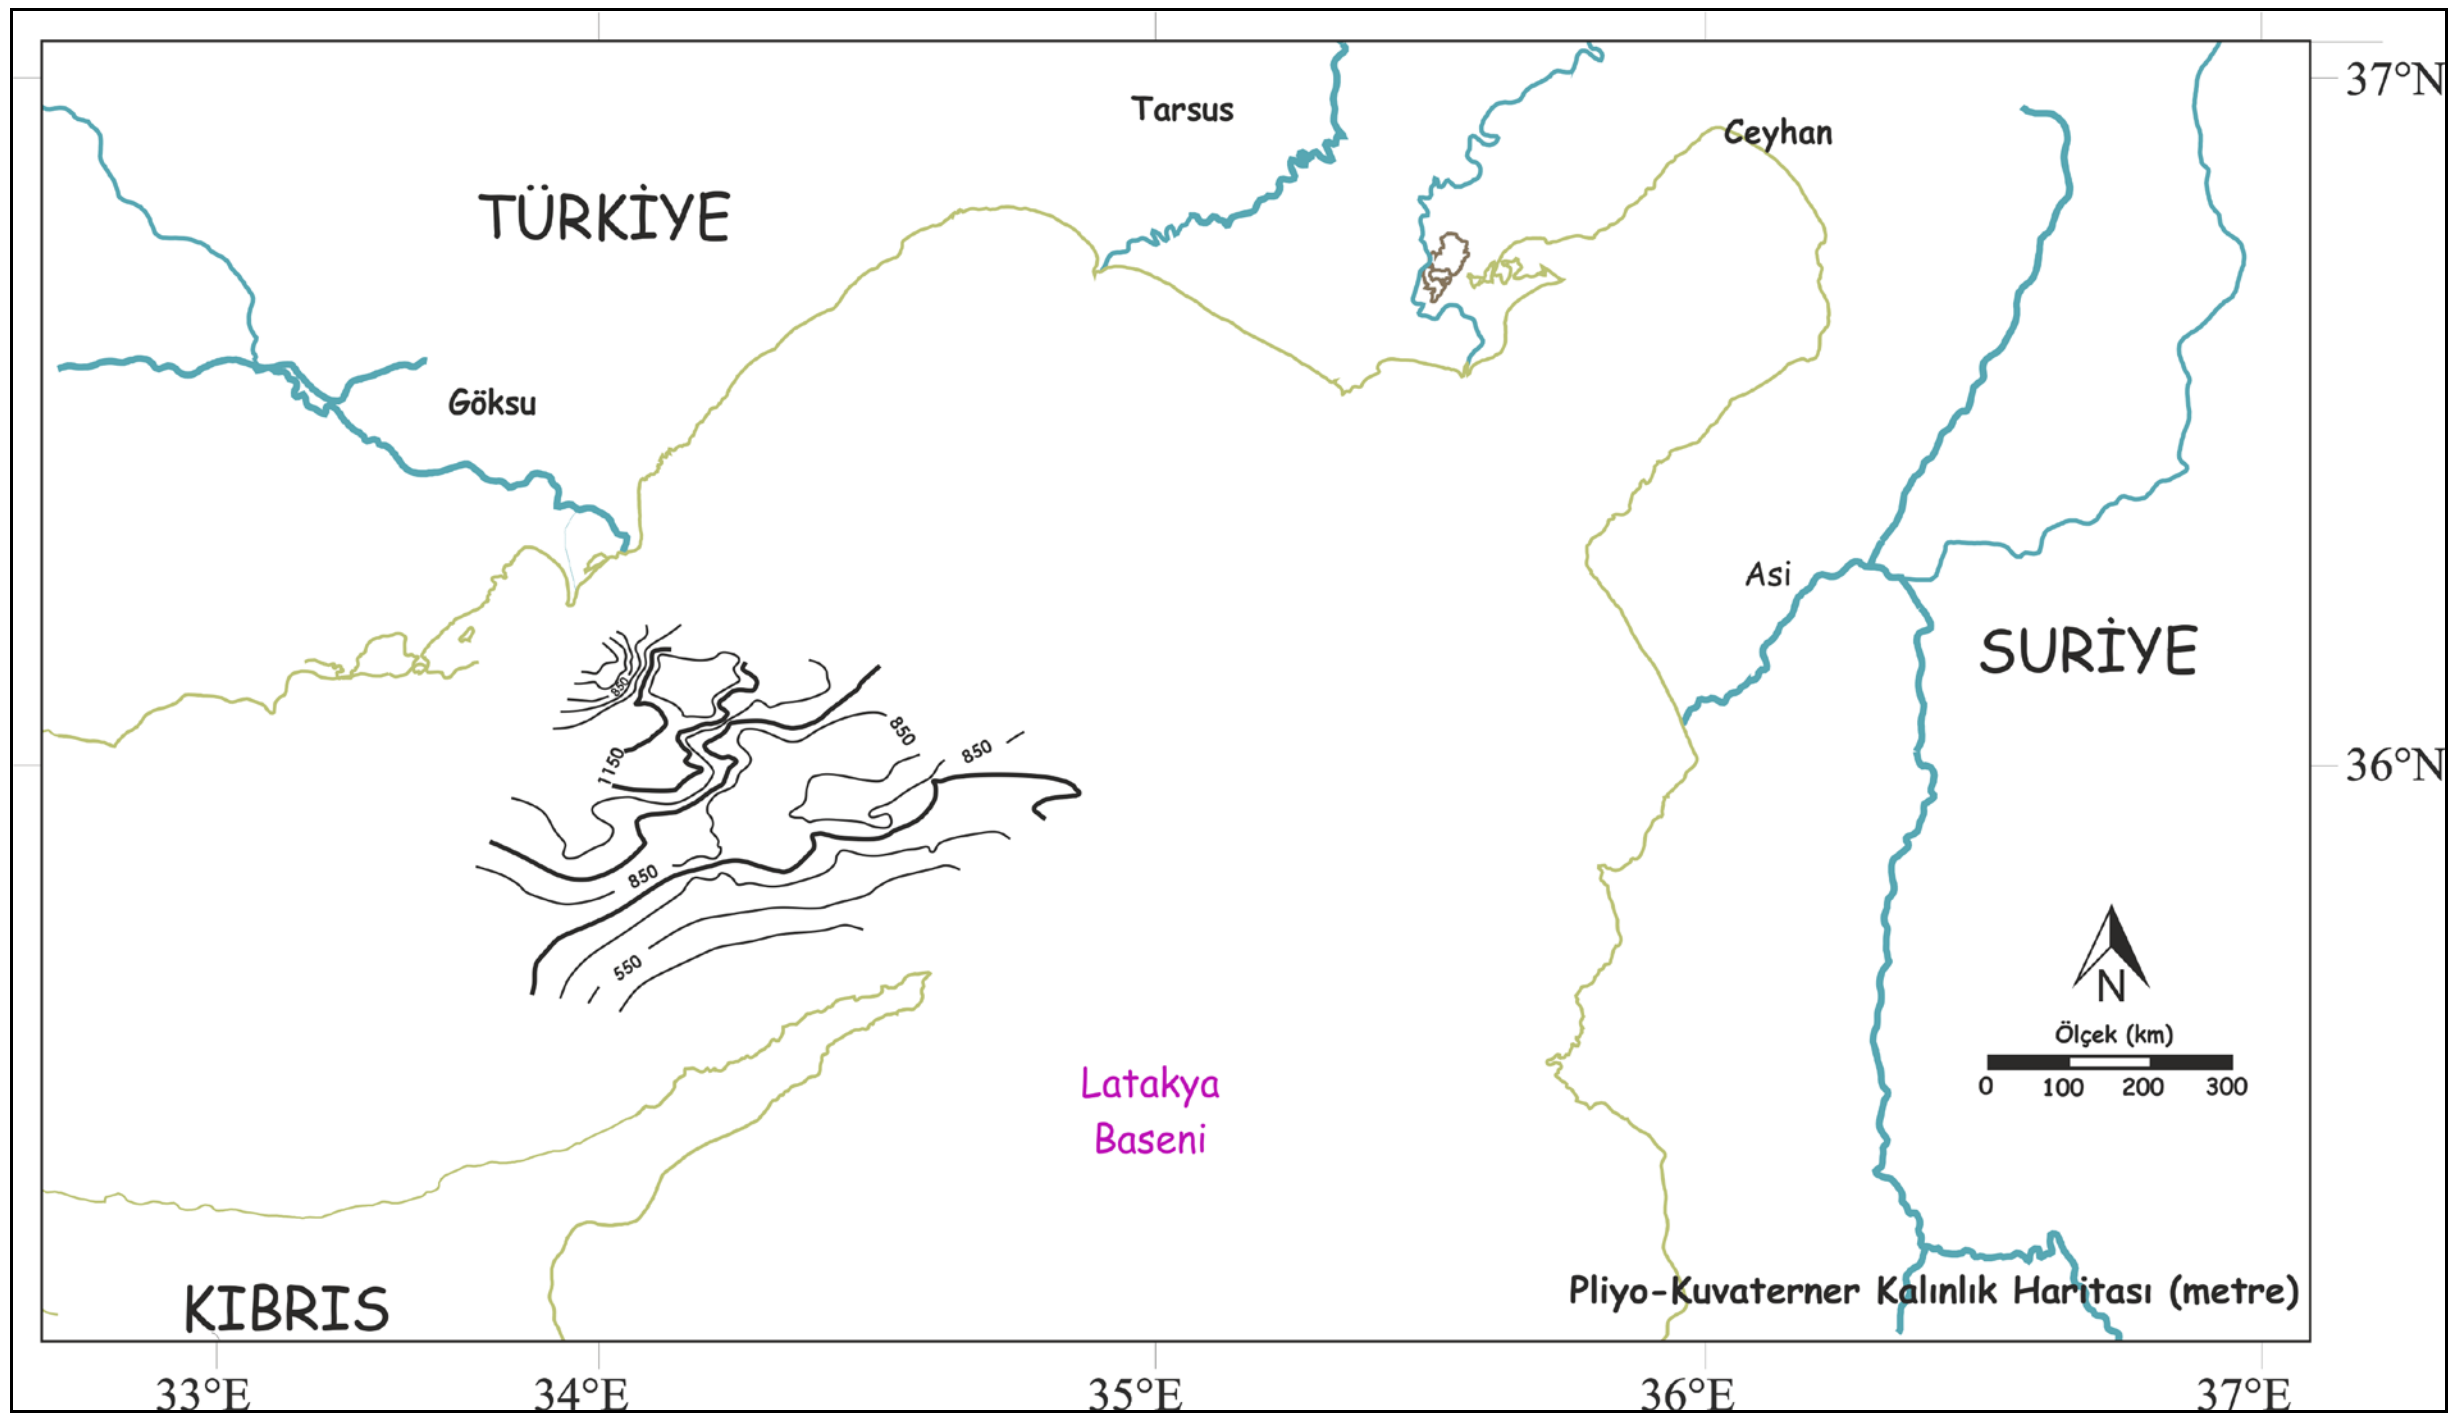 37°N
Tarsus
Ceyhan
TÜRKİYE
Göksu
Asi
SURİYE
850
850
1150
850
36°N
850
550
N
Ölçek (km)
0 100 200 300
Latakya
Baseni
KIBRIS
Pliyo-Kuvaterner Kalınlık Haritası (metre)
33°E 34°E 35°E 36°E 37°E